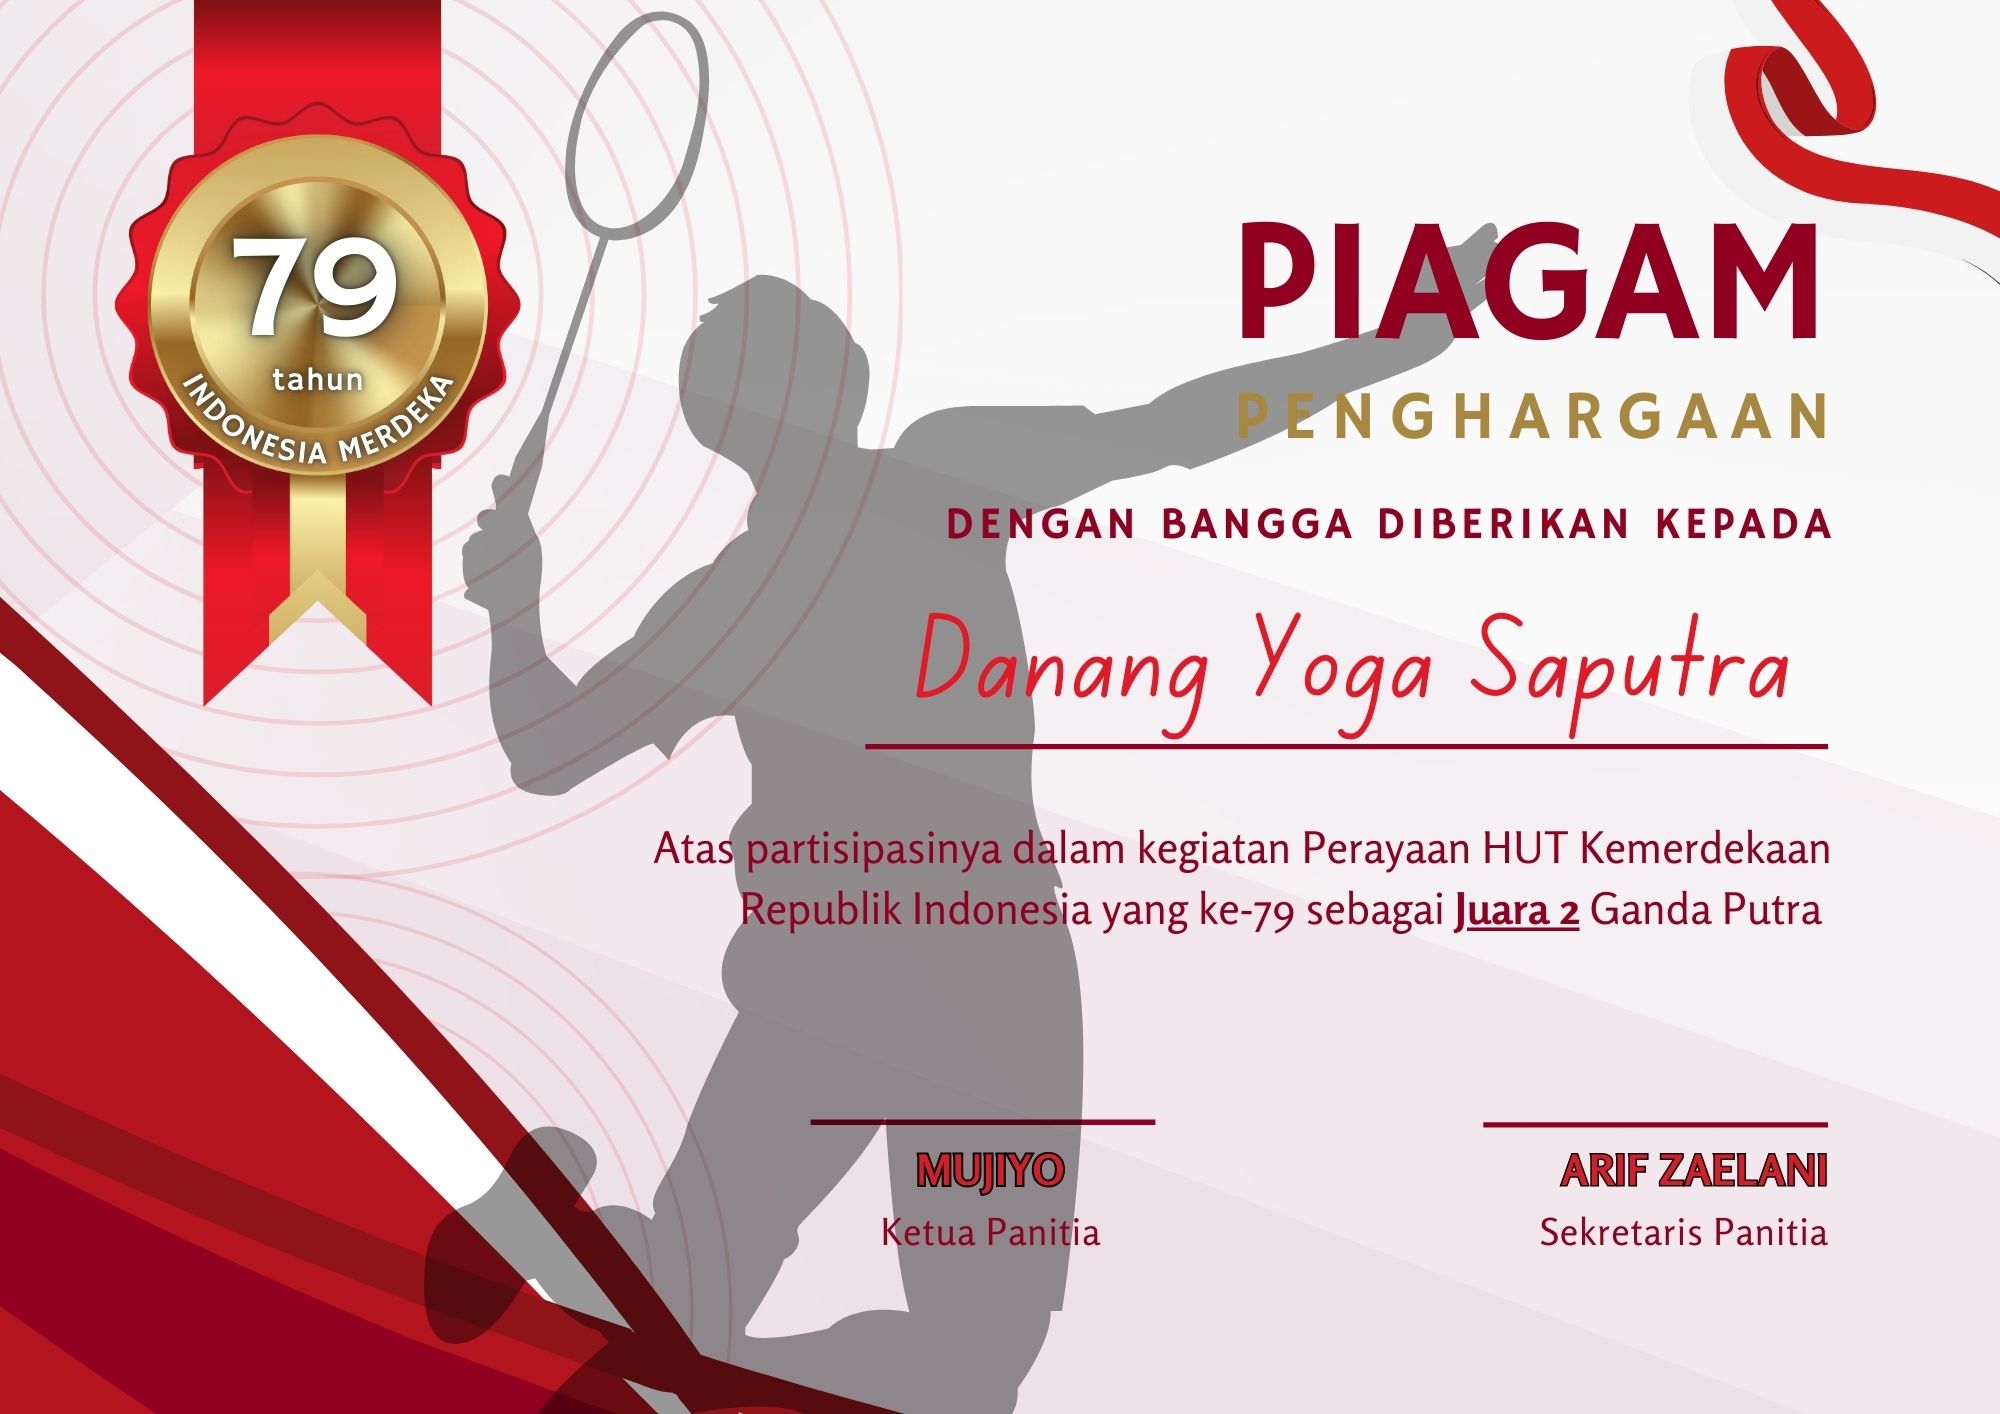 79
tahun
INDONESIA MERDEKA
PIAGAM
PENGHARGAAN
DENGAN BANGGA DIBERIKAN KEPADA
Danang Yoga Saputra
Atas partisipasinya dalam kegiatan Perayaan HUT Kemerdekaan
Republik Indonesia yang ke-79 sebagai Juara 2 Ganda Putra
MUJIYO
Ketua Panitia
ARIF ZAELANI
Sekretaris Panitia